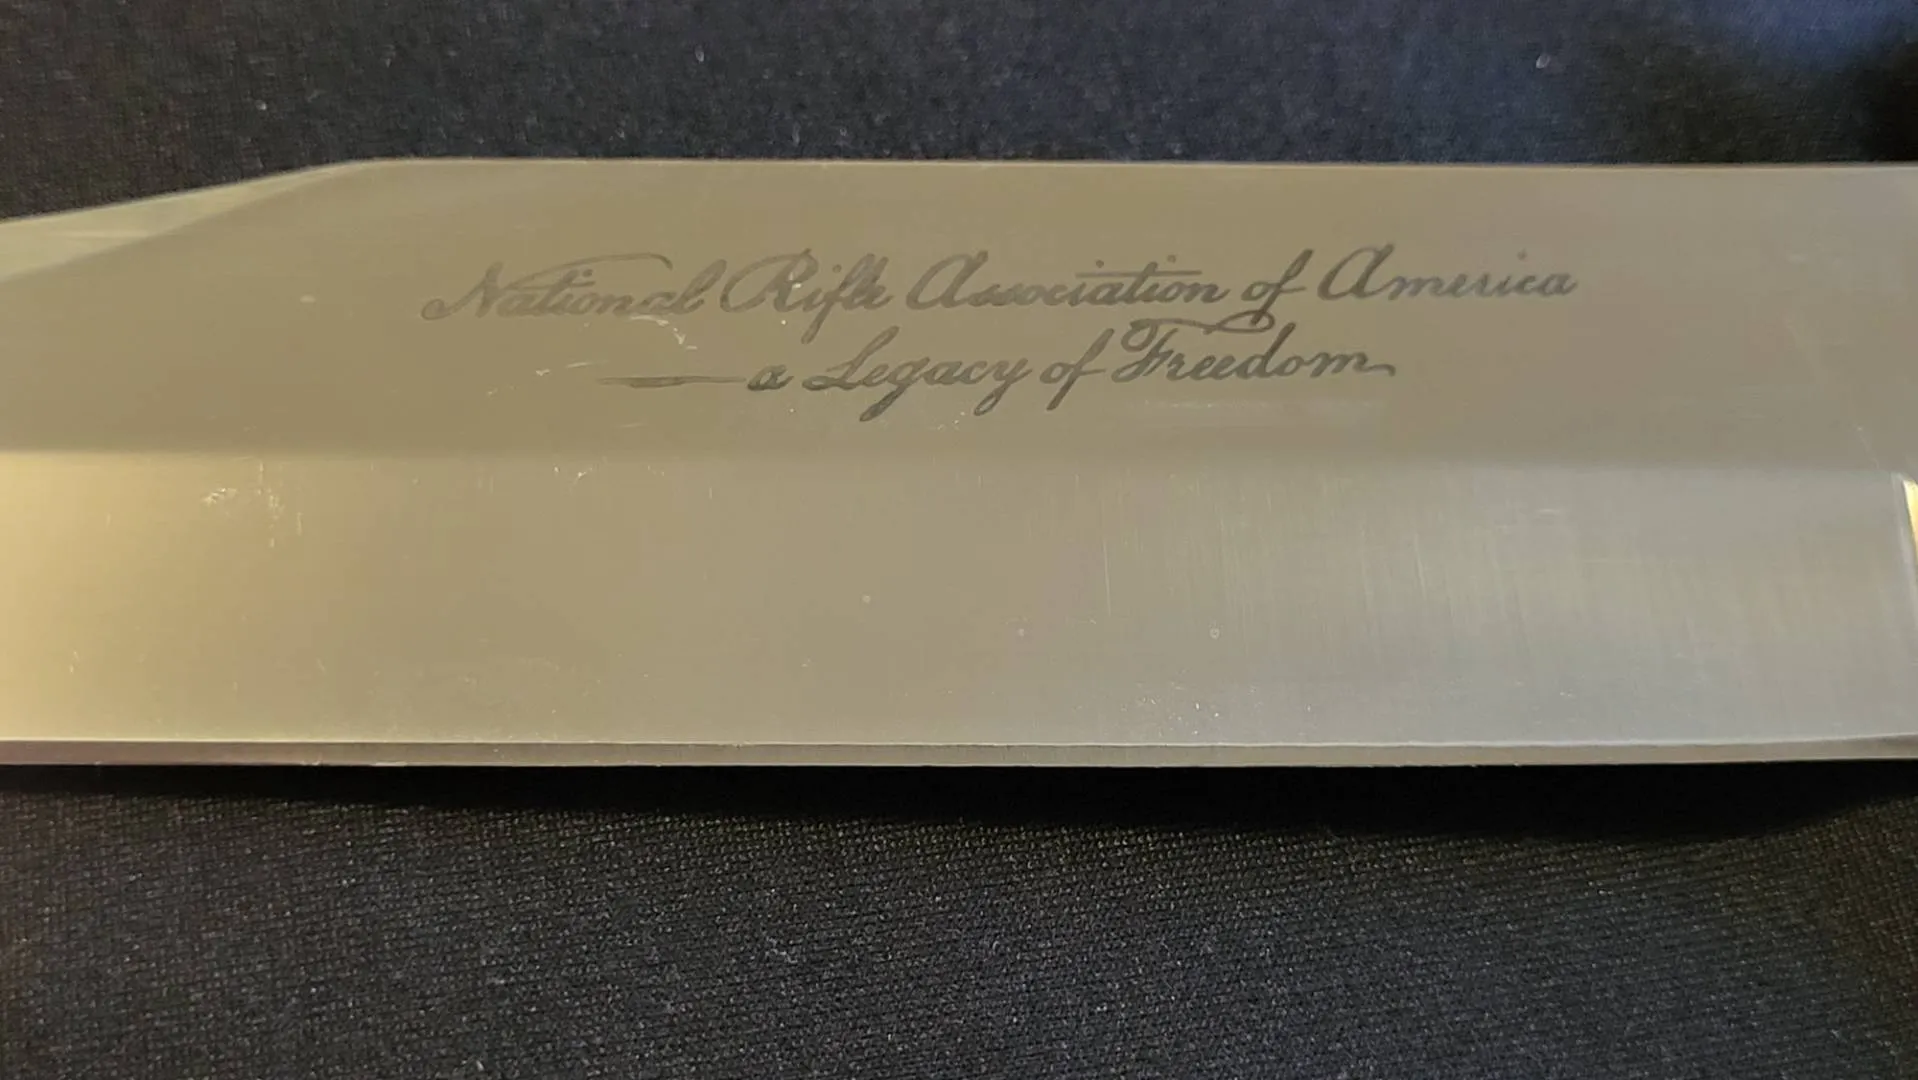 National Rifle Association of America
a Legacy of Freedom